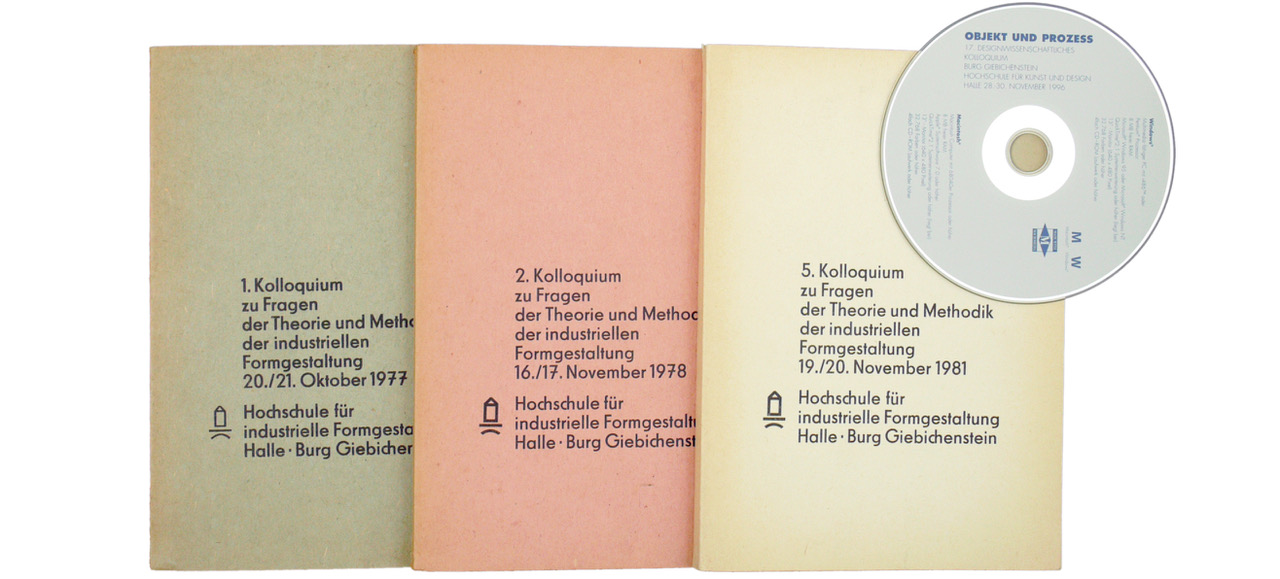 1. Kolloquium
zu Fragen
der Theorie und Metho
der industriellen
Formgestaltung
20./21. Oktober 1977
Hochschule für
industrielle Formgesta
Halle · Burg Giebichen
2. Kolloquium
zu Fragen
der Theorie und Method
der industriellen
Formgestaltung
16./17. November 1978
Hochschule für
industrielle Formgestalt
Halle · Burg Giebichenst
5. Kolloquium
zu Fragen
der Theorie und Methodik
der industriellen
Formgestaltung
19./20. November 1981
Hochschule für
industrielle Formgestaltung
Halle · Burg Giebichenstein
OBJEKT UND PROZESS
17. DESIGNWISSENSCHAFTLICHES
KOLLOQUIUM
BURG GIEBICHENSTEIN
HOCHSCHULE FÜR KUNST UND DESIGN
HALLE 28.-30. NOVEMBER 1996
Windows®
Macintosh®
M W